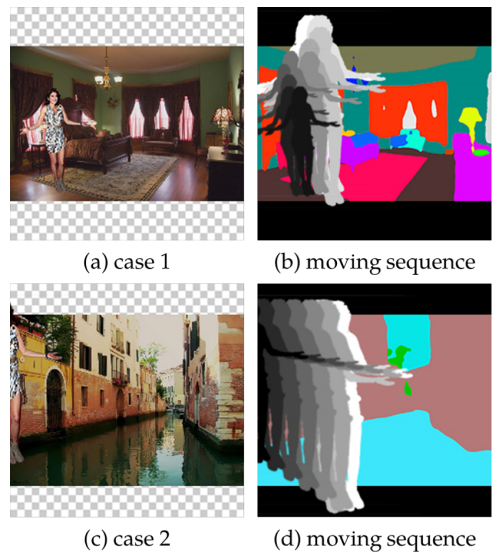 (a) case 1
(b) moving sequence
(c) case 2
(d) moving sequence